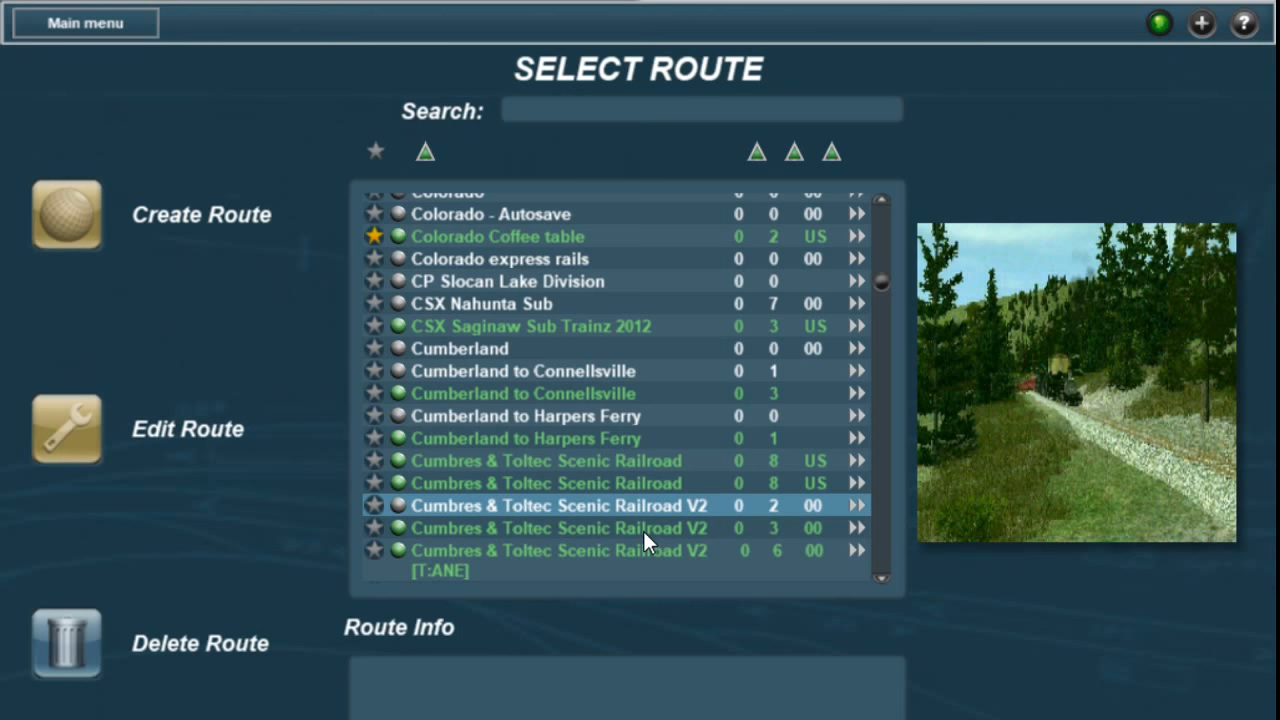 Main menu
?
SELECT ROUTE
Search:
Create Route
Edit Route
Delete Route
Colorado 0 0 00
Colorado - Autosave 0 0 00
Colorado Coffee table 0 2 US
Colorado express rails 0 0 00
CP Slocan Lake Division 0 0
CSX Nahunta Sub 0 7 00
CSX Saginaw Sub Trainz 2012 0 3 US
Cumberland 0 0 00
Cumberland to Connellsville 0 1
Cumberland to Connellsville 0 3
Cumberland to Harpers Ferry 0 0
Cumberland to Harpers Ferry 0 1
Cumbres & Toltec Scenic Railroad 0 8 US
Cumbres & Toltec Scenic Railroad 0 8 US
Cumbres & Toltec Scenic Railroad V2 0 2 00
Cumbres & Toltec Scenic Railroad V2 0 3 00
Cumbres & Toltec Scenic Railroad V2 0 6 00
[T:ANE]
Route Info